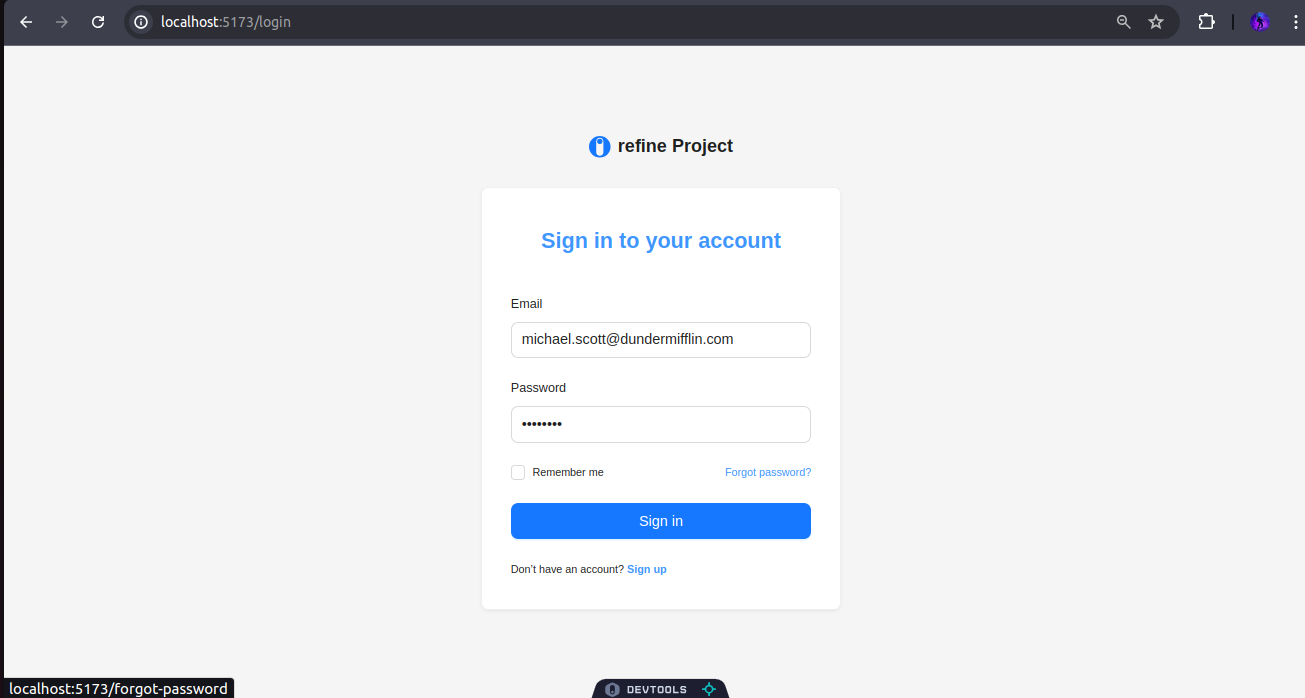 localhost:5173/login
refine Project
Sign in to your account
Email
michael.scott@dundermifflin.com
Password
••••••••
Remember me Forgot password?
Sign in
Don’t have an account? Sign up
localhost:5173/forgot-password
DEVTOOLS